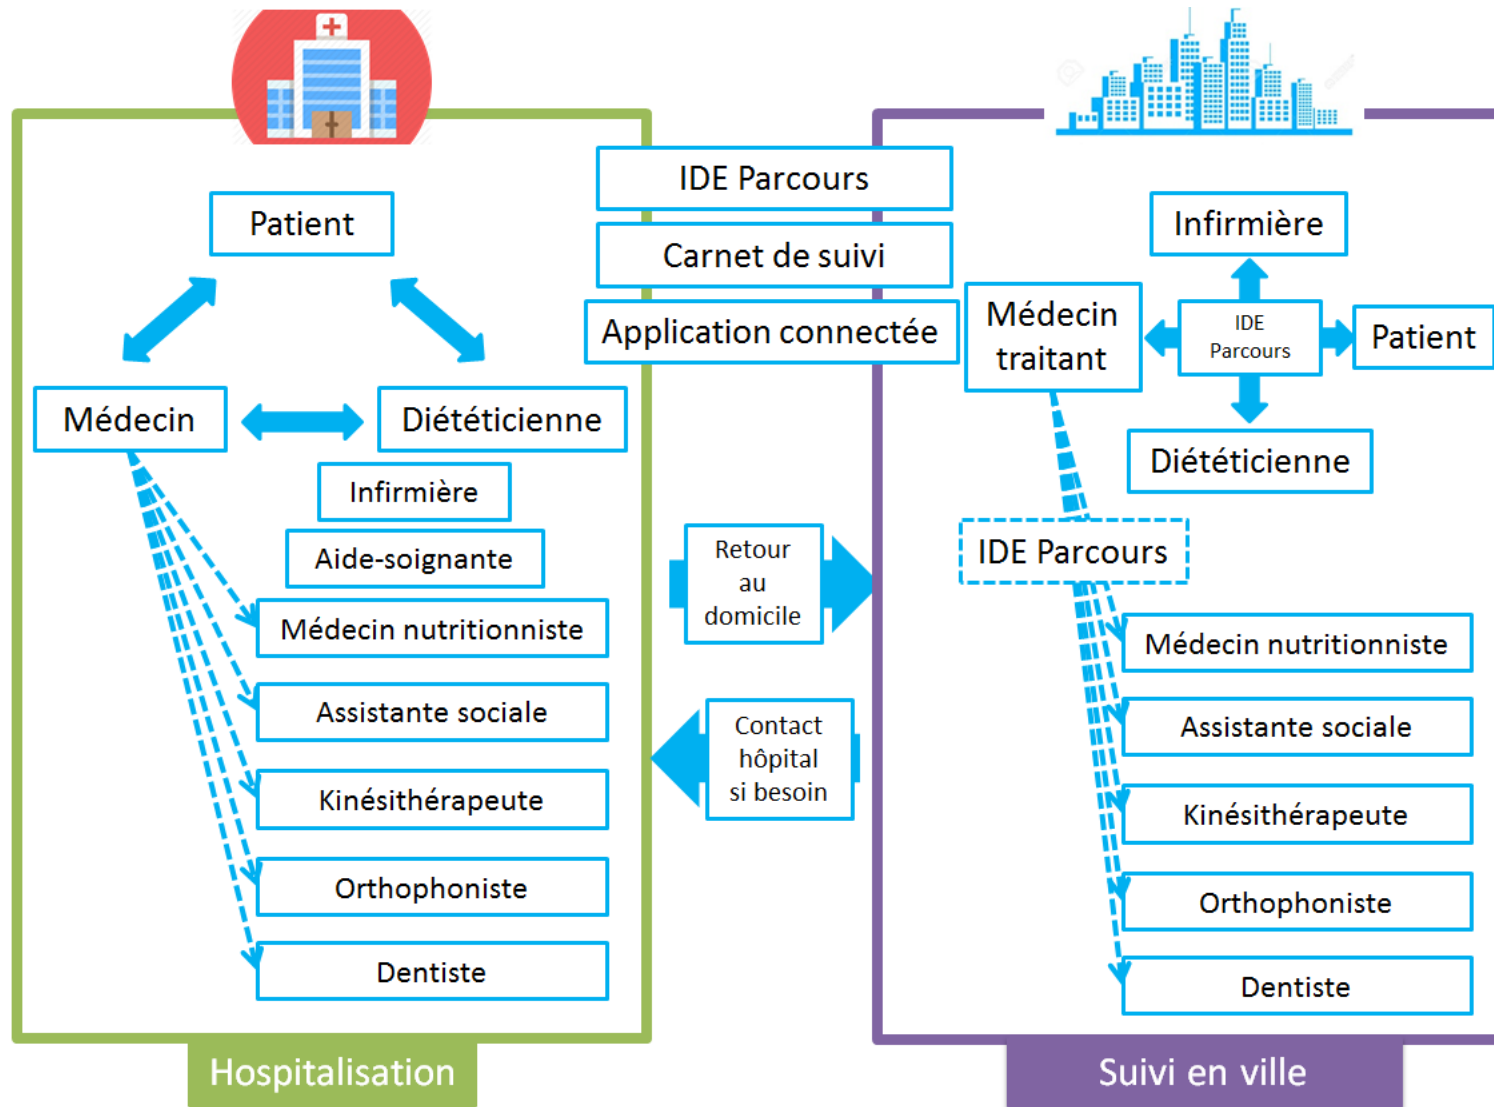 IDE Parcours
Carnet de suivi
Application connectée
Patient
Médecin
Diététicienne
Infirmière
Aide-soignante
Médecin nutritionniste
Assistante sociale
Kinésithérapeute
Orthophoniste
Dentiste
Hospitalisation
Retour
au
domicile
Contact
hôpital
si besoin
Infirmière
Médecin
traitant
IDE
Parcours
Patient
Diététicienne
IDE Parcours
Médecin nutritionniste
Assistante sociale
Kinésithérapeute
Orthophoniste
Dentiste
Suivi en ville